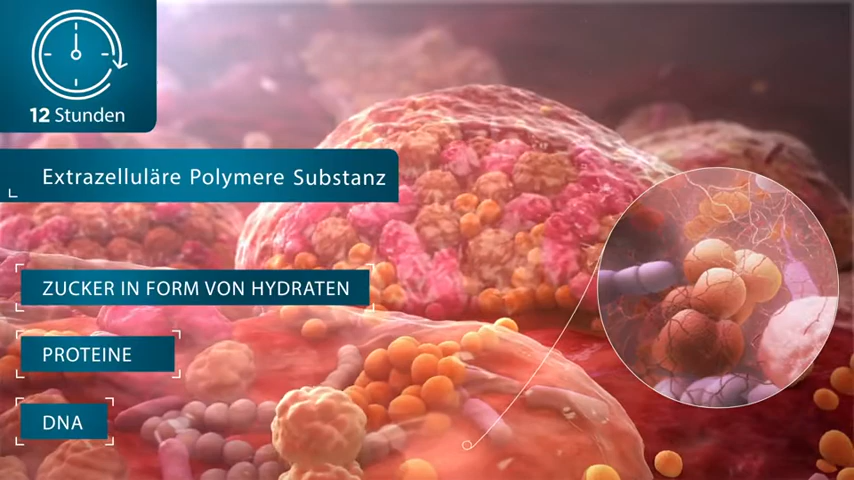 12 Stunden
Extrazelluläre Polymere Substanz
ZUCKER IN FORM VON HYDRATEN
PROTEINE
DNA